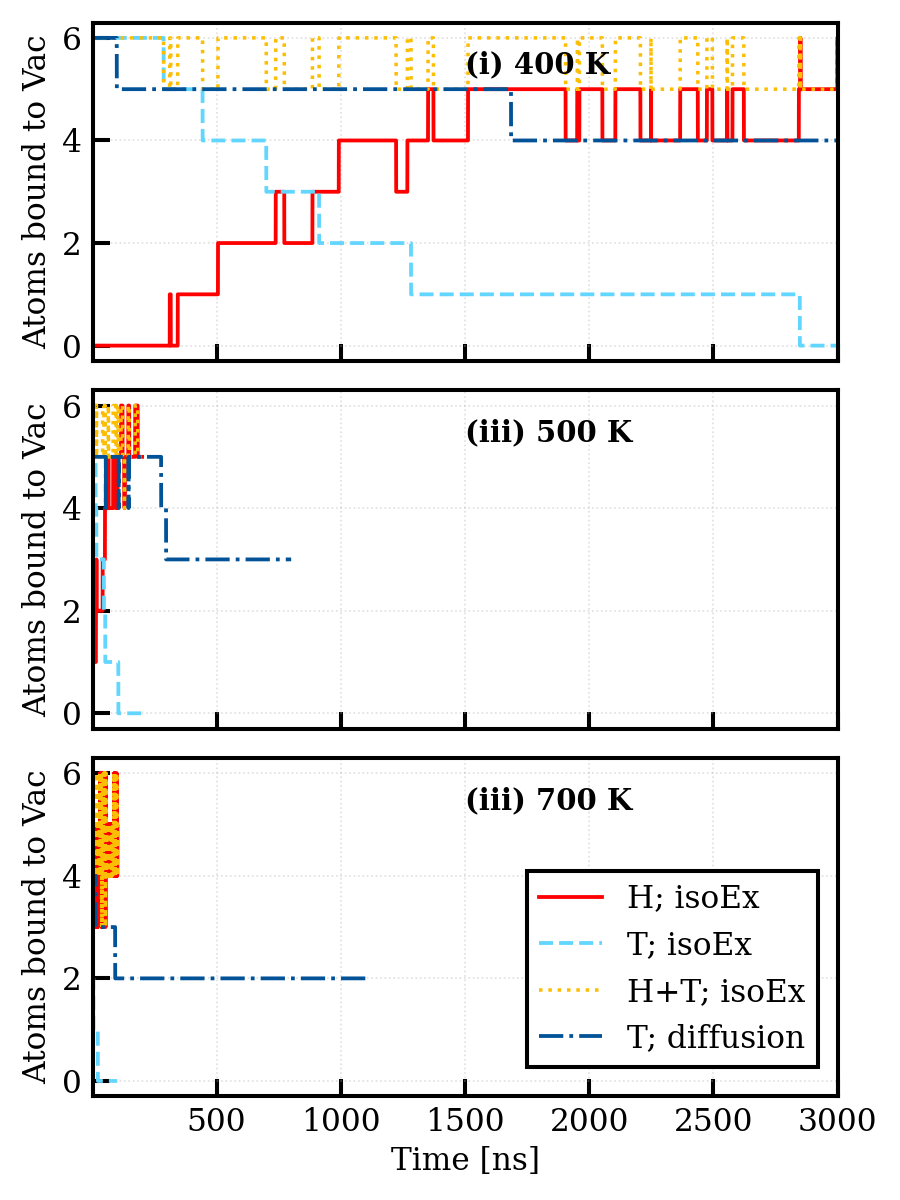 6
4
2
0
Atoms bound to Vac
(i) 400 K
6
4
2
0
Atoms bound to Vac
(iii) 500 K
6
4
2
0
Atoms bound to Vac
(iii) 700 K
H; isoEx
T; isoEx
H+T; isoEx
T; diffusion
500 1000 1500 2000 2500 3000
Time [ns]